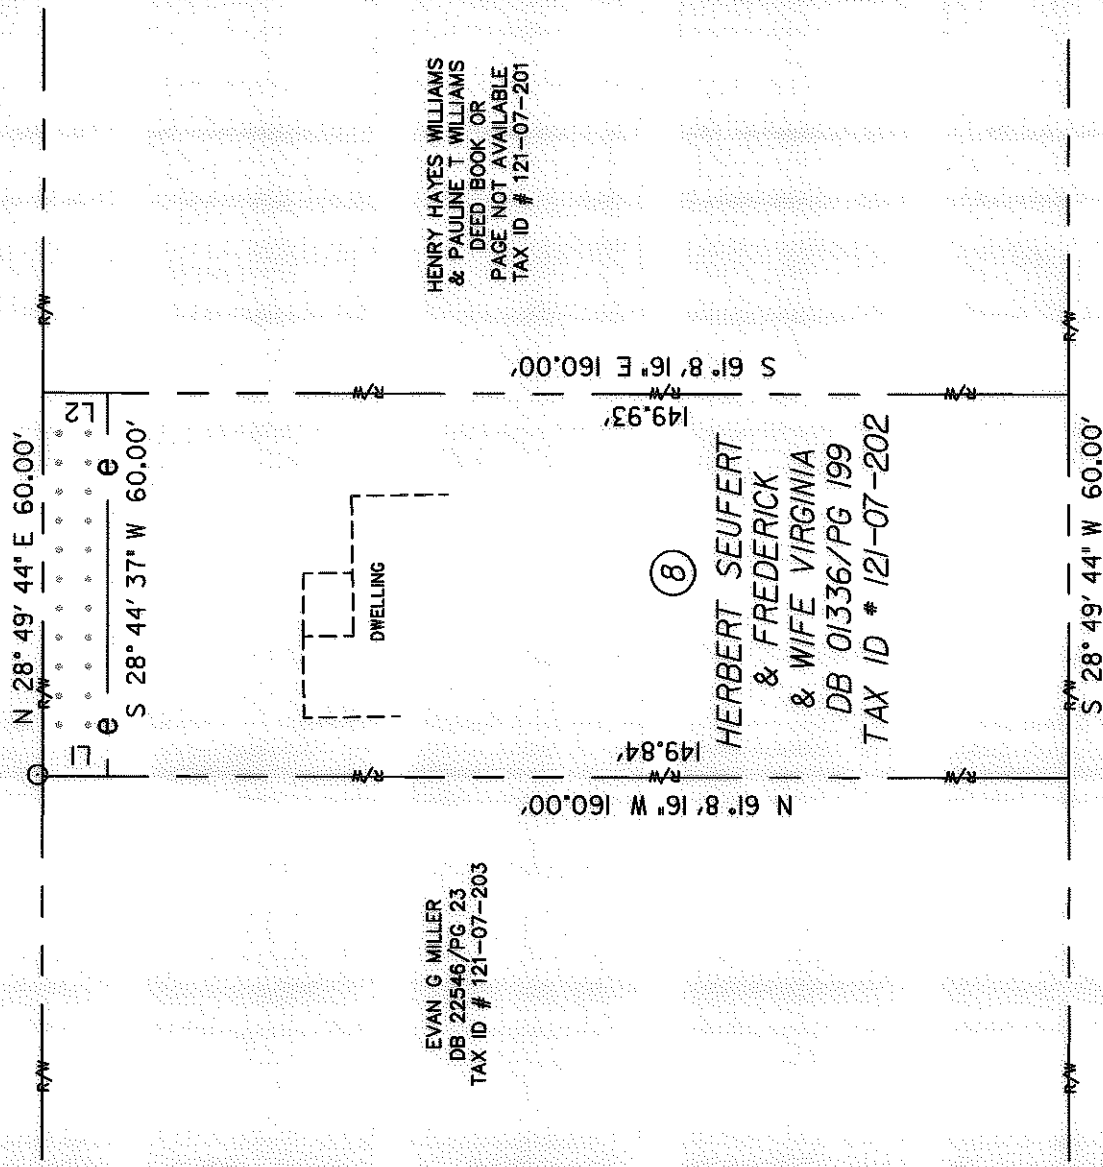 N 28° 49' 44" E 60.00'
R/W
R/W
R/W
L1
L2
e
e
S 28° 44' 37" W 60.00'
HENRY HAYES WILLIAMS
& PAULINE T WILLIAMS
DEED BOOK OR
PAGE NOT AVAILABLE
TAX ID # 121-07-201
DWELLING
R/W
R/W
S 61° 8' 16" E 160.00'
149.93'
R/W
R/W
8
HERBERT SEUFERT
& FREDERICK
& WIFE VIRGINIA
DB 01336/PG 199
TAX ID # 121-07-202
149.84'
N 61° 8' 16" W 160.00'
R/W
R/W
EVAN G MILLER
DB 22546/PG 23
TAX ID # 121-07-203
R/W
R/W
R/W
S 28° 49' 44" W 60.00'